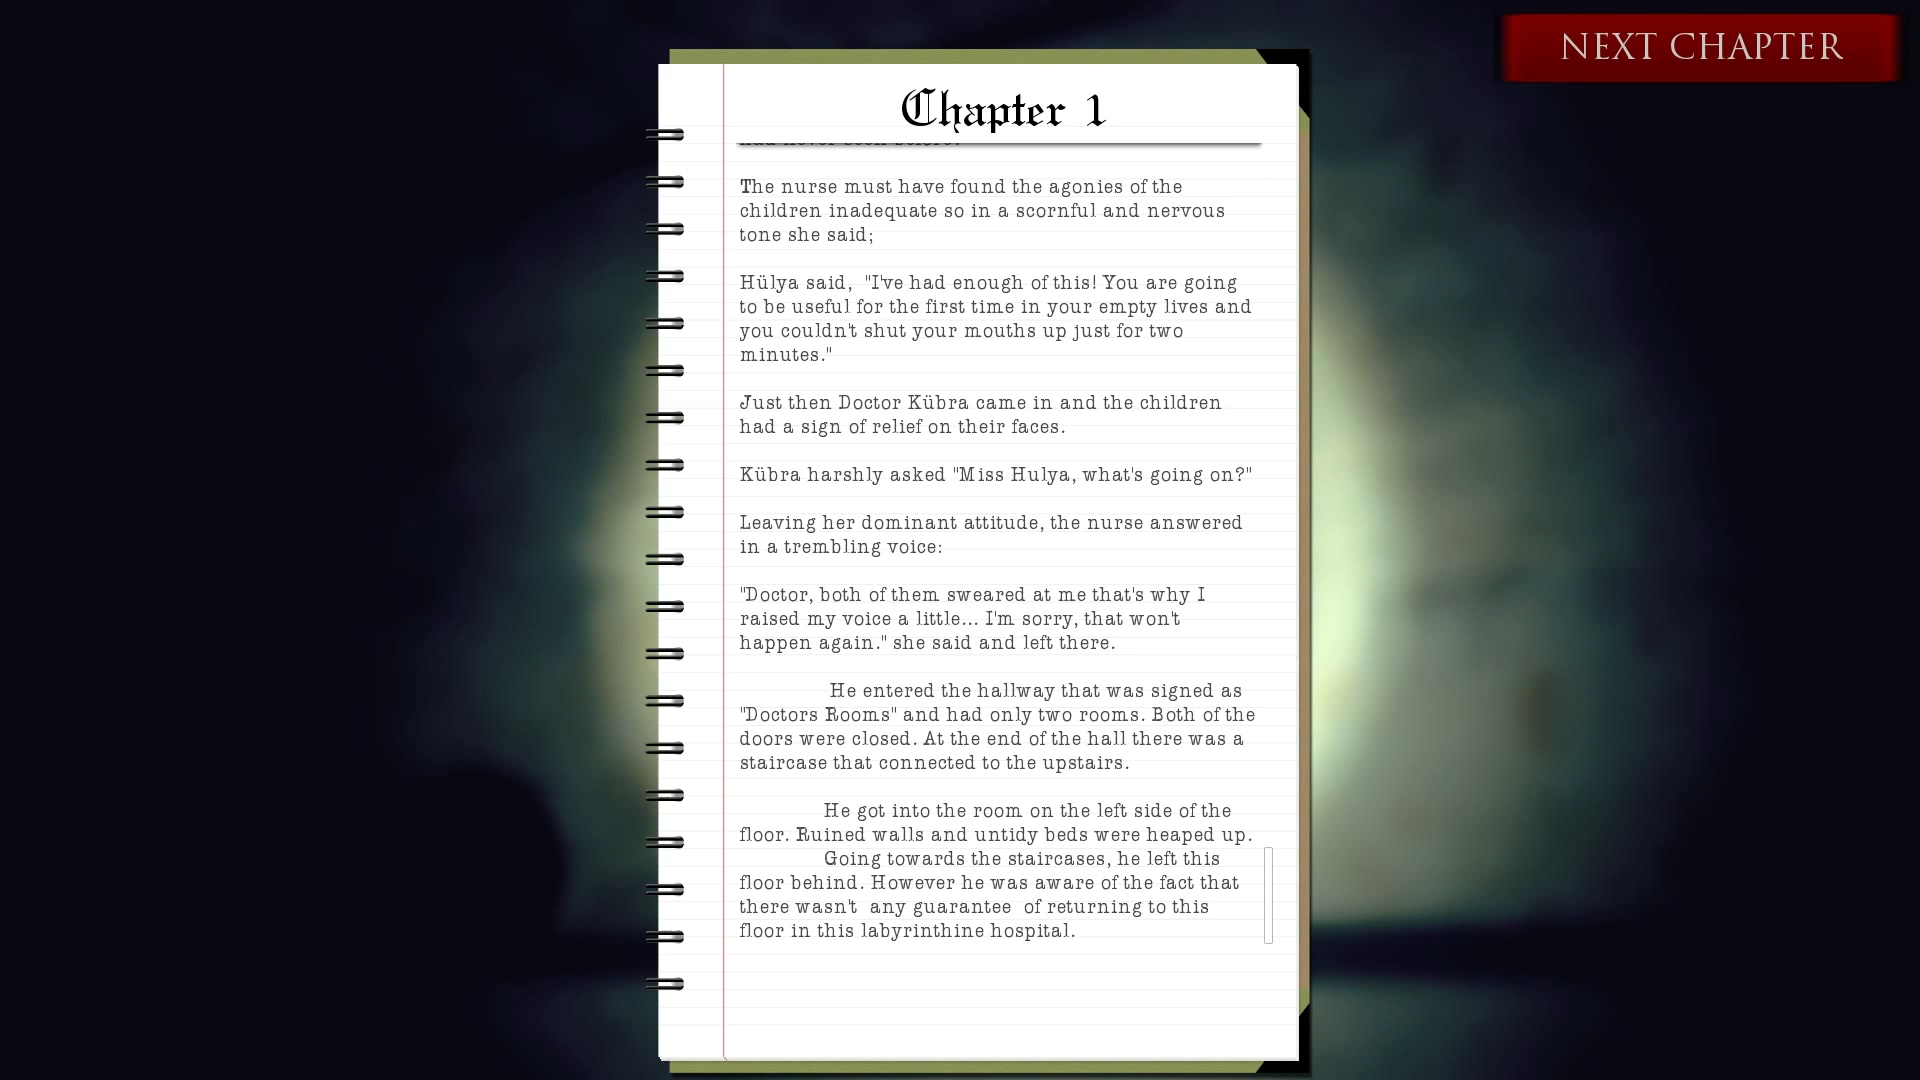 NEXT CHAPTER
Chapter 1
The nurse must have found the agonies of the
children inadequate so in a scornful and nervous
tone she said;
Hülya said,  "I've had enough of this! You are going
to be useful for the first time in your empty lives and
you couldn't shut your mouths up just for two
minutes."
Just then Doctor Kübra came in and the children
had a sign of relief on their faces.
Kübra harshly asked "Miss Hulya, what's going on?"
Leaving her dominant attitude, the nurse answered
in a trembling voice:
"Doctor, both of them sweared at me that's why I
raised my voice a little... I'm sorry, that won't
happen again." she said and left there.
He entered the hallway that was signed as
"Doctors Rooms" and had only two rooms. Both of the
doors were closed. At the end of the hall there was a
staircase that connected to the upstairs.
He got into the room on the left side of the
floor. Ruined walls and untidy beds were heaped up.
Going towards the staircases, he left this
floor behind. However he was aware of the fact that
there wasn't  any guarantee  of returning to this
floor in this labyrinthine hospital.